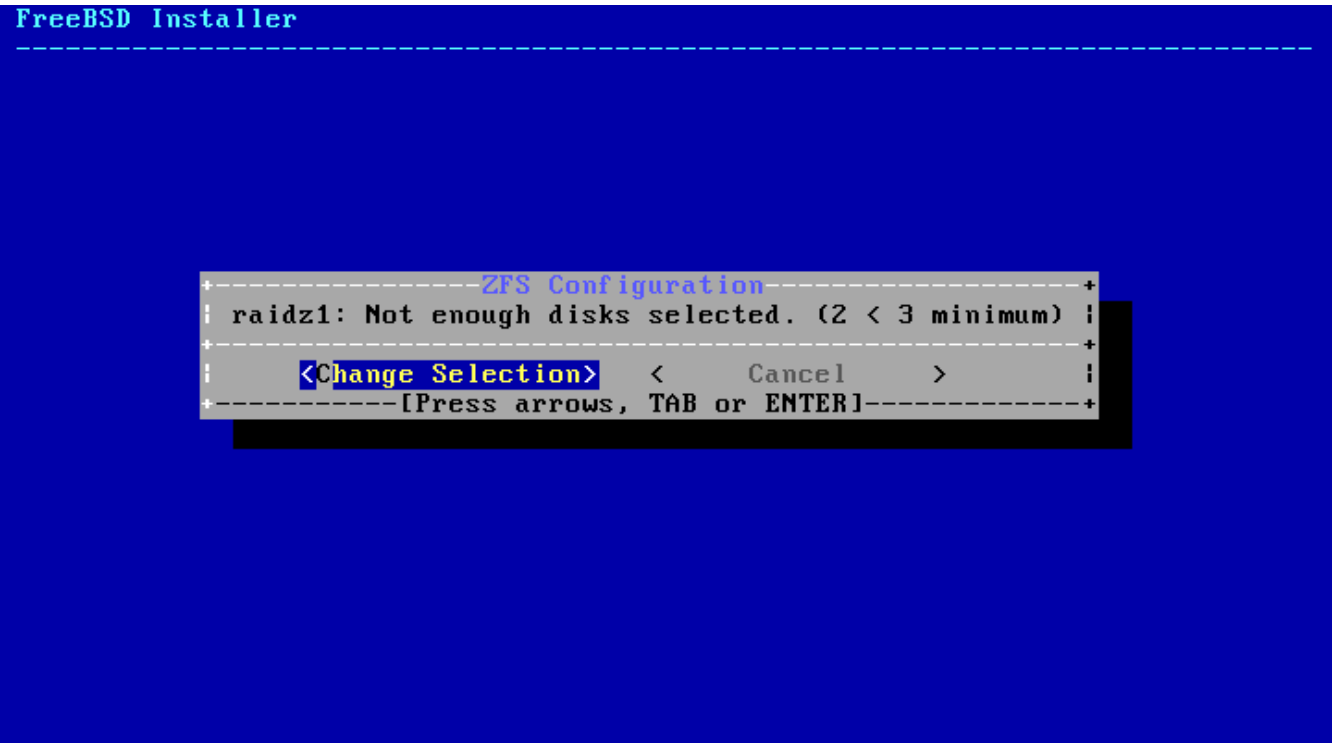 FreeBSD Installer
ZFS Configuration
raidz1: Not enough disks selected. (2 < 3 minimum)
<Change Selection> < Cancel >
[Press arrows, TAB or ENTER]